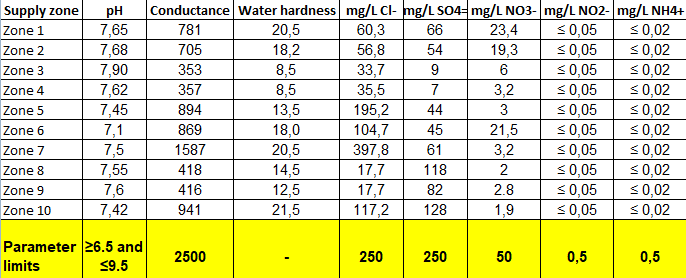 Supply zone pH Conductance Water hardness mg/L Cl- mg/L SO4= mg/L NO3- mg/L NO2- mg/L NH4+
Zone 1 7,65 781 20,5 60,3 66 23,4 ≤ 0,05 ≤ 0,02
Zone 2 7,68 705 18,2 56,8 54 19,3 ≤ 0,05 ≤ 0,02
Zone 3 7,90 353 8,5 33,7 9 6 ≤ 0,05 ≤ 0,02
Zone 4 7,62 357 8,5 35,5 7 3,2 ≤ 0,05 ≤ 0,02
Zone 5 7,45 894 13,5 195,2 44 3 ≤ 0,05 ≤ 0,02
Zone 6 7,1 869 18,0 104,7 45 21,5 ≤ 0,05 ≤ 0,02
Zone 7 7,5 1587 20,5 397,8 61 3,2 ≤ 0,05 ≤ 0,02
Zone 8 7,55 418 14,5 17,7 118 2 ≤ 0,05 ≤ 0,02
Zone 9 7,6 416 12,5 17,7 82 2.8 ≤ 0,05 ≤ 0,02
Zone 10 7,42 941 21,5 117,2 128 1,9 ≤ 0,05 ≤ 0,02
Parameter limits ≥6.5 and ≤9.5 2500 - 250 250 50 0,5 0,5